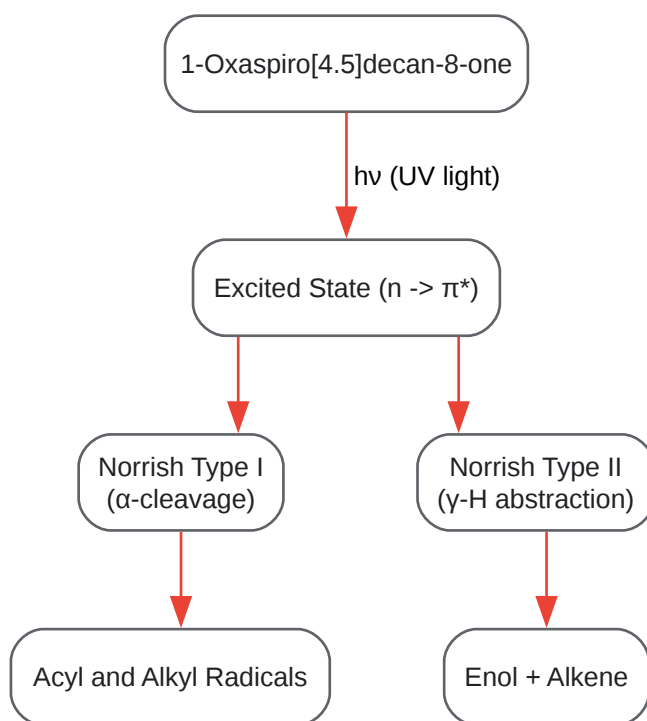 1-Oxaspiro[4.5]decan-8-one
hν (UV light)
Excited State (n -> π*)
Norrish Type I
(α-cleavage)
Norrish Type II
(γ-H abstraction)
Acyl and Alkyl Radicals
Enol + Alkene